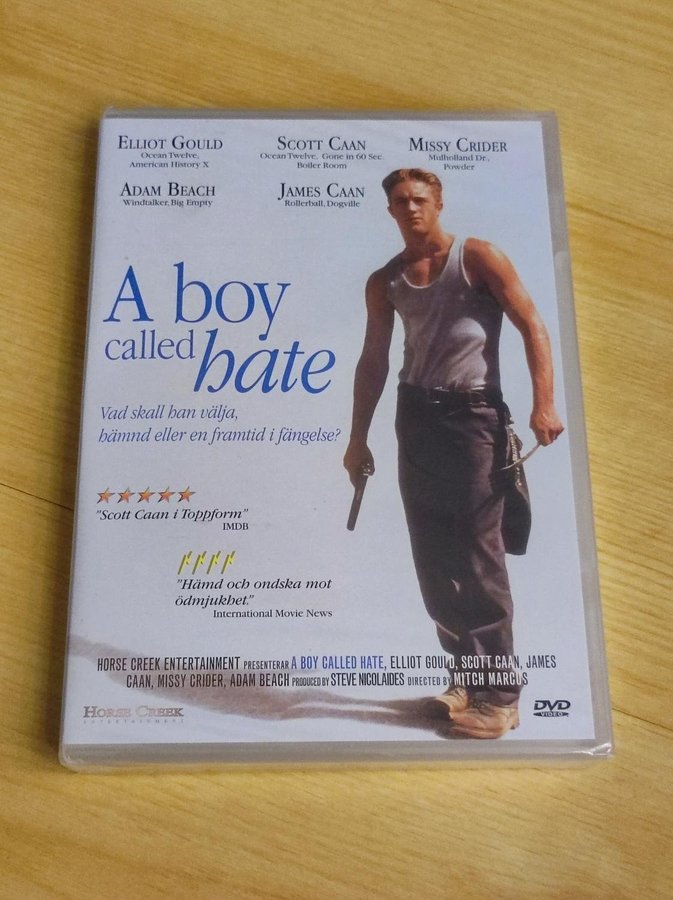 ELLIOT GOULD
Ocean Twelve,
American History X
SCOTT CAAN
Ocean Twelve, Gone in 60 Sec.
Boiler Room
MISSY CRIDER
Mulholland Dr.,
Powder
ADAM BEACH
Windtalker, Big Empty
JAMES CAAN
Rollerball, Dogville
A boy
called hate
Vad skall han välja,
hämnd eller en framtid i fängelse?
"Scott Caan i Toppform"
IMDB
"Hämd och ondska mot
ödmjukhet."
International Movie News
HORSE CREEK ENTERTAINMENT PRESENTERAR A BOY CALLED HATE, ELLIOT GOULD, SCOTT CAAN, JAMES
CAAN, MISSY CRIDER, ADAM BEACH PRODUCED BY STEVE NICOLAIDES DIRECTED BY MITCH MARCUS
HORSE CREEK
ENTERTAINMENT
DVD
VIDEO